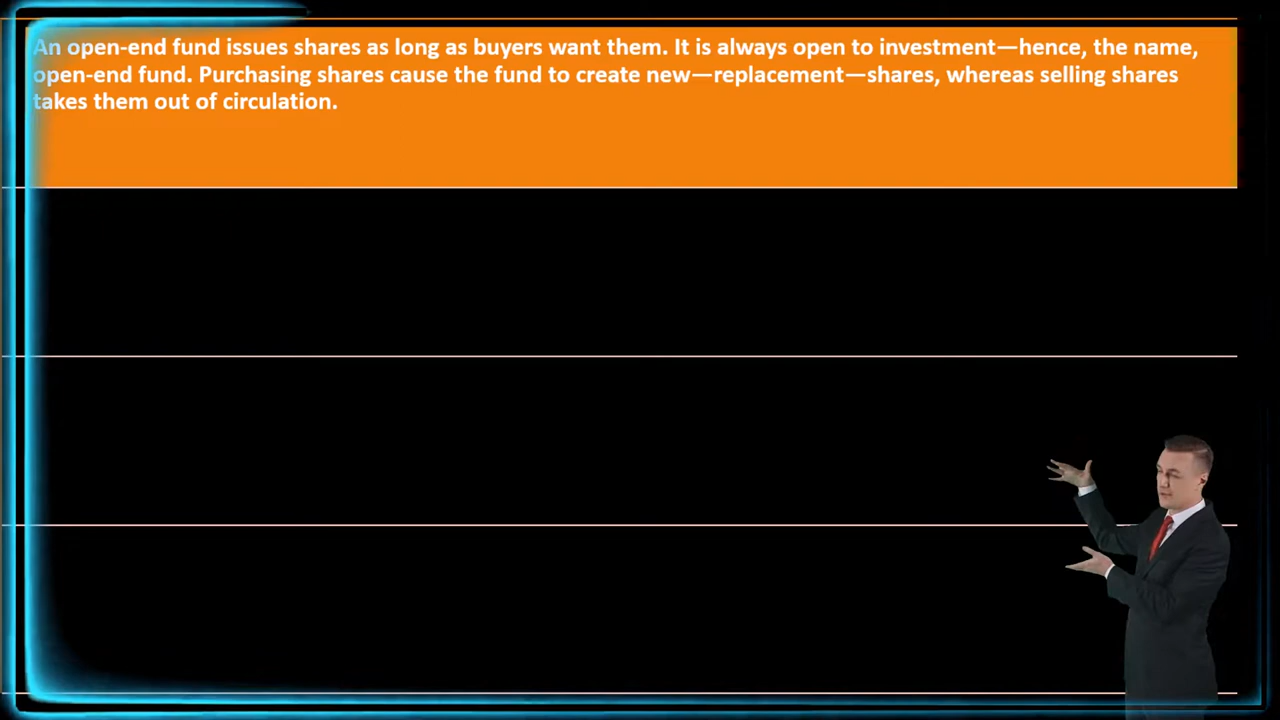 An open-end fund issues shares as long as buyers want them. It is always open to investment—hence, the name,
open-end fund. Purchasing shares cause the fund to create new—replacement—shares, whereas selling shares
takes them out of circulation.